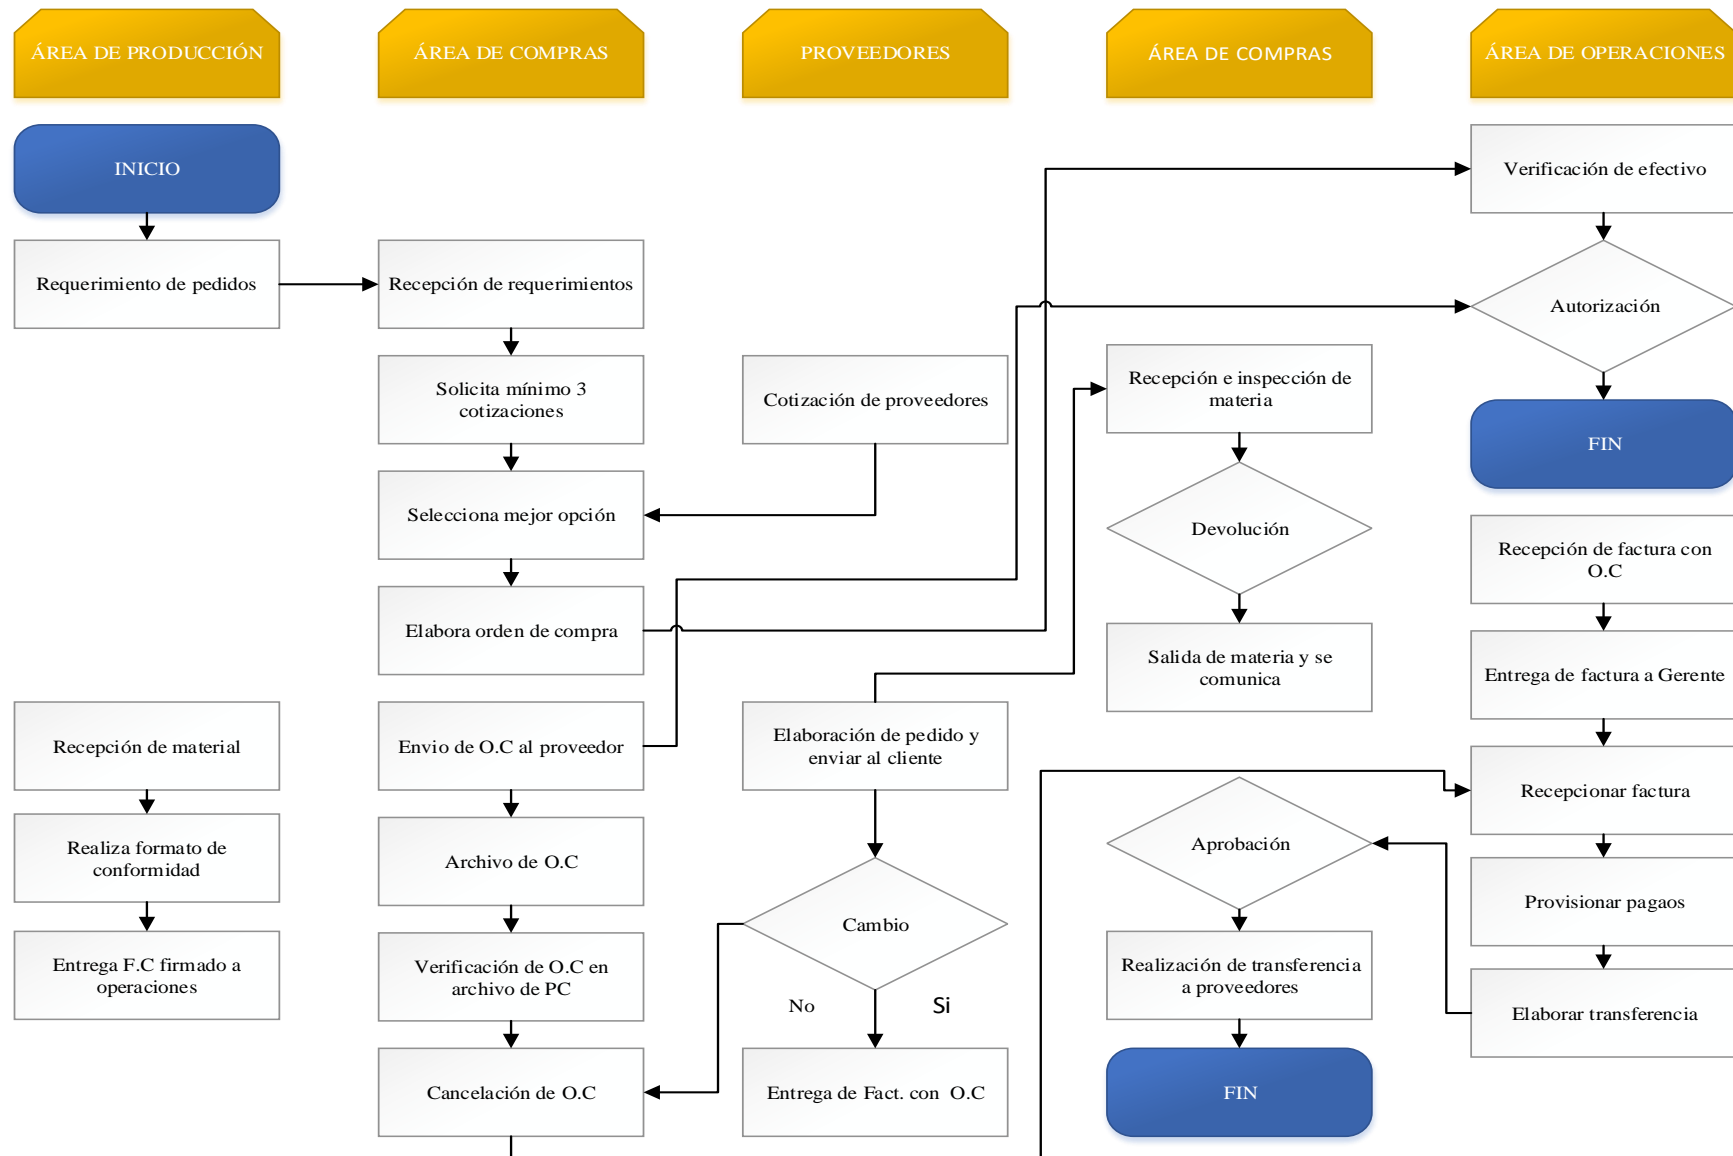 ÁREA DE PRODUCCIÓN
ÁREA DE COMPRAS
PROVEEDORES
ÁREA DE COMPRAS
ÁREA DE OPERACIONES
INICIO
Verificación de efectivo
Requerimiento de pedidos
Recepción de requerimientos
Autorización
Solicita mínimo 3
cotizaciones
Cotización de proveedores
Recepción e inspección de
materia
FIN
Selecciona mejor opción
Devolución
Recepción de factura con
O.C
Elabora orden de compra
Salida de materia y se
comunica
Entrega de factura a Gerente
Recepción de material
Envio de O.C al proveedor
Elaboración de pedido y
enviar al cliente
Recepcionar factura
Realiza formato de
conformidad
Archivo de O.C
Aprobación
Provisionar pagaos
Cambio
Entrega F.C firmado a
operaciones
Verificación de O.C en
archivo de PC
Realización de transferencia
a proveedores
No
Si
Elaborar transferencia
Cancelación de O.C
Entrega de Fact. con O.C
FIN